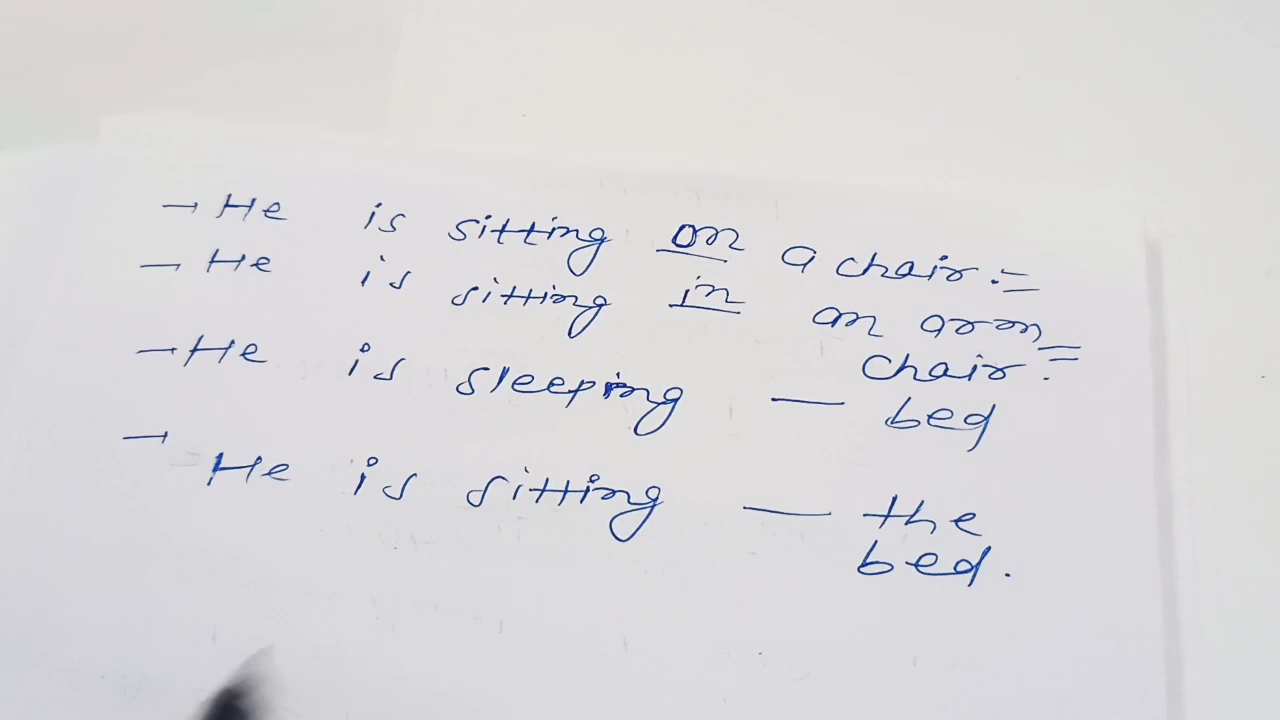 → He is sitting on a chair.=
→ He is sitting in an arm=
chair.
→ He is sleeping — bed
→ He is sitting — the
bed.